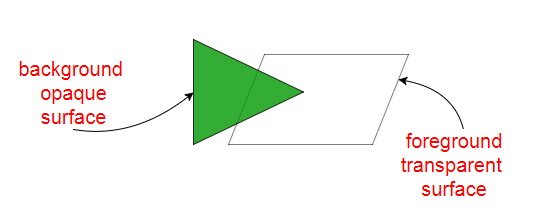 background
opaque
surface
foreground
transparent
surface